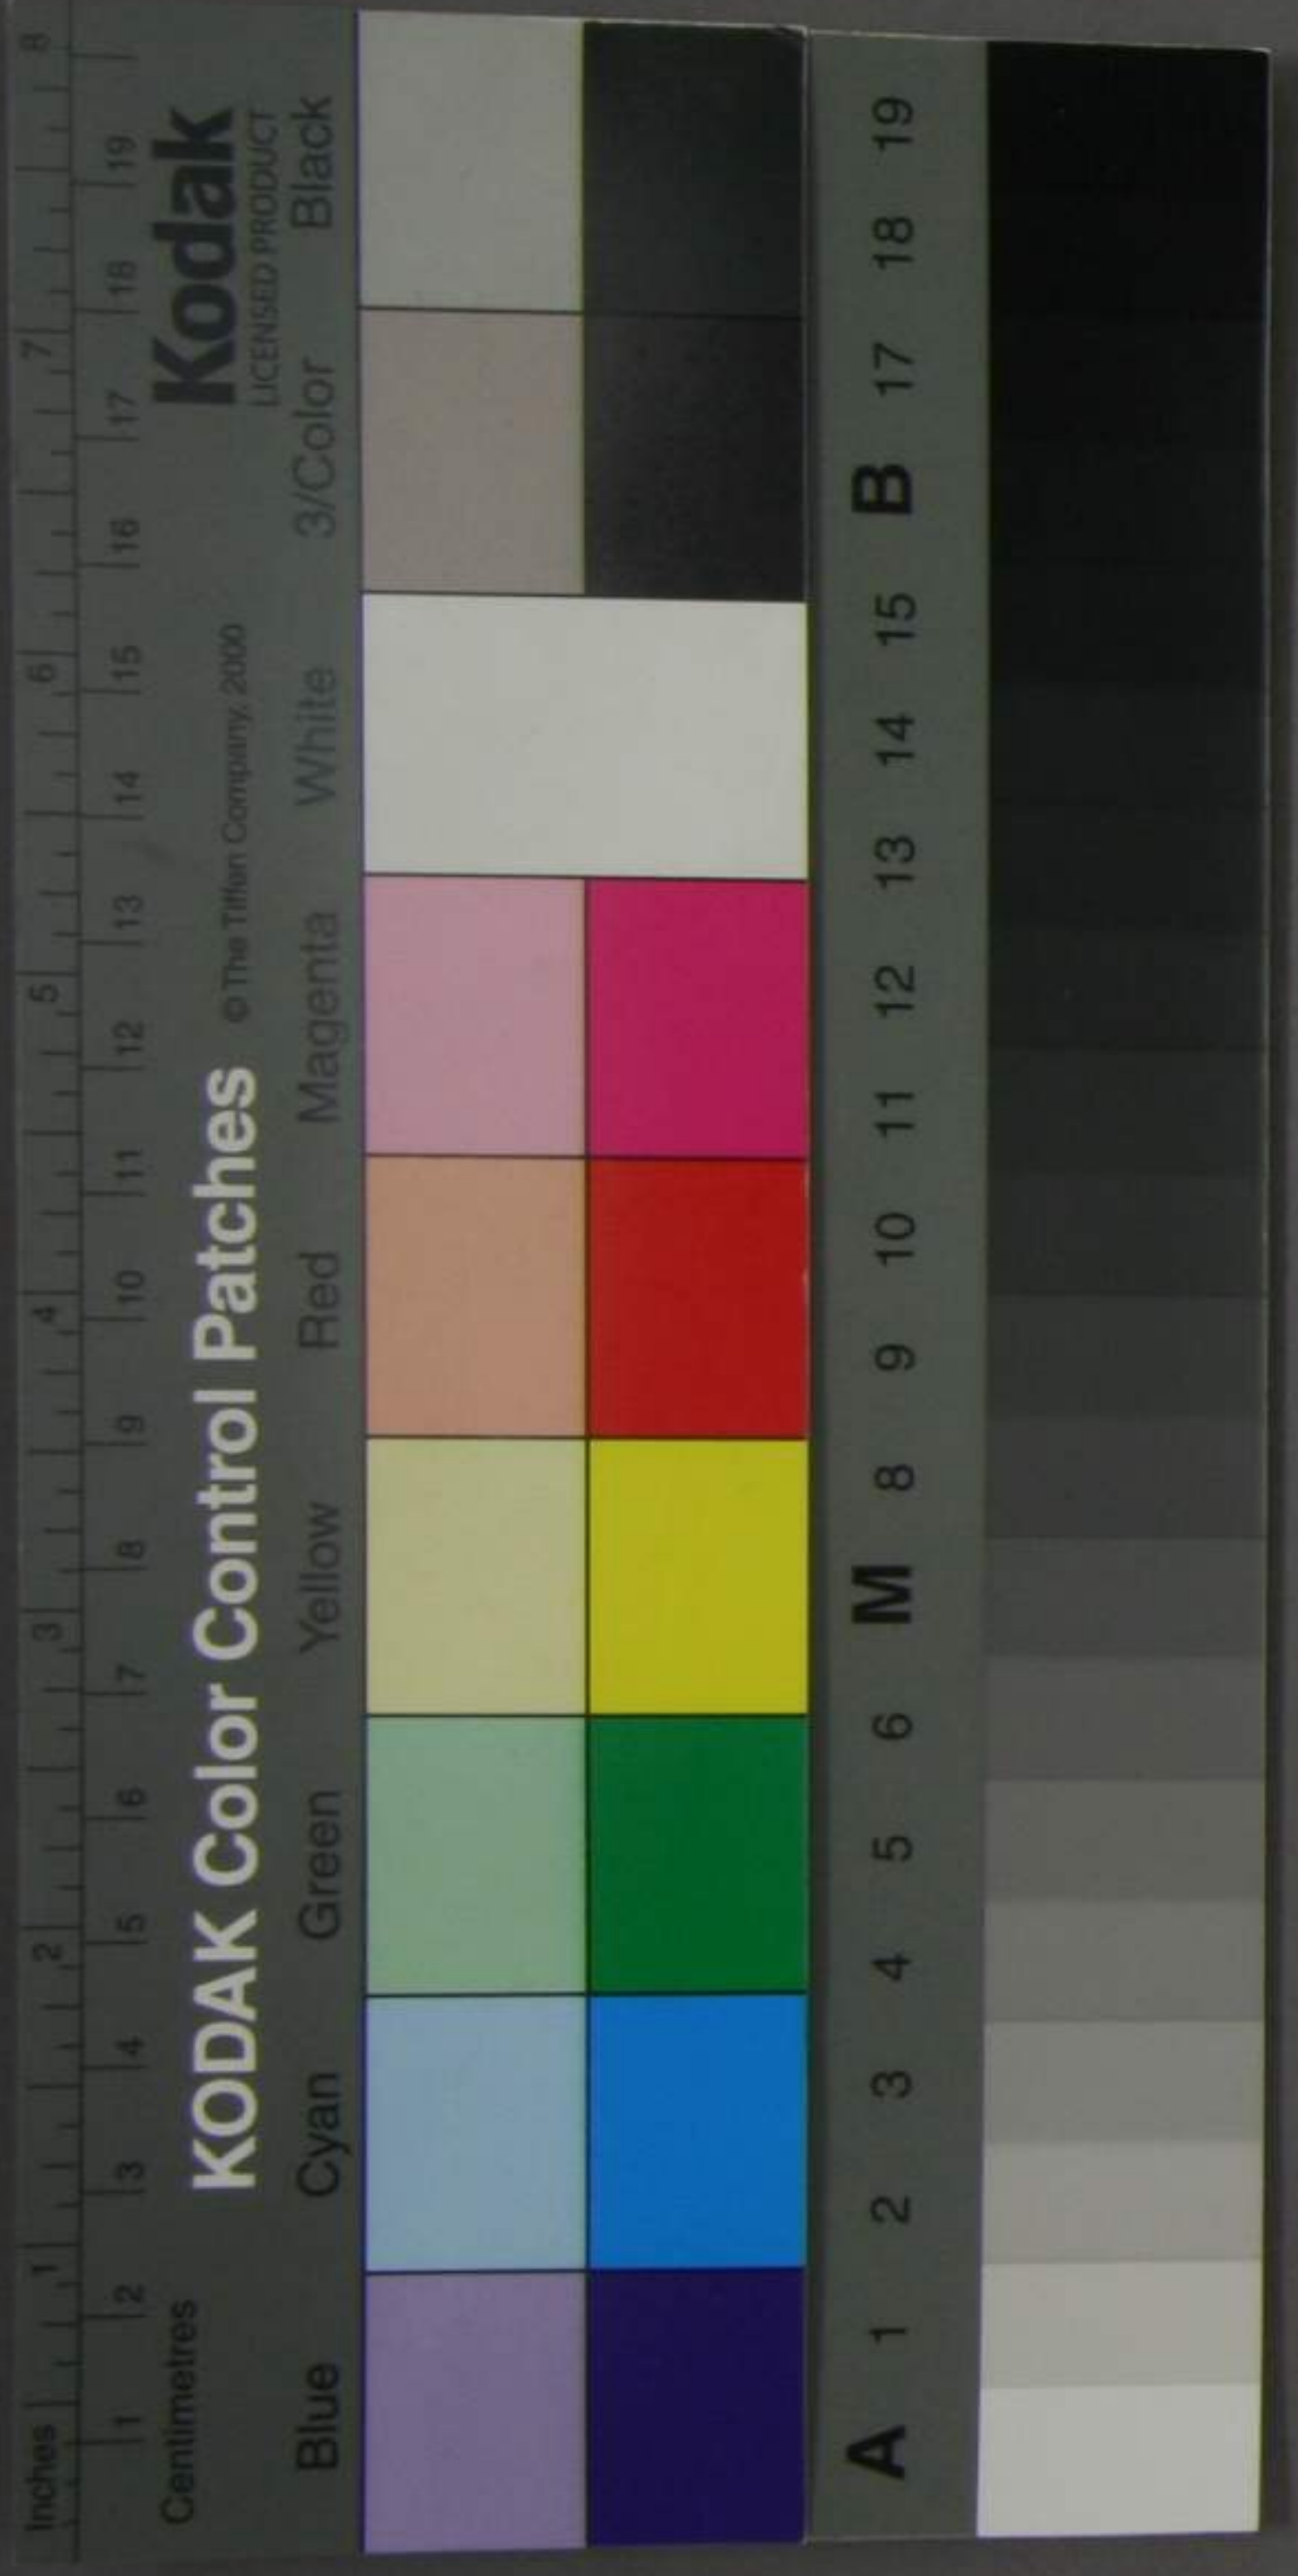 Inches 1 2 3 4 5 6 7 8
1 2 3 4 5 6 7 8 9 10 11 12 13 14 15 16 17 18 19
Centimetres
KODAK Color Control Patches
© The Tiffen Company, 2000
Kodak
LICENSED PRODUCT
Blue Cyan Green Yellow Red Magenta White 3/Color Black
A 1 2 3 4 5 6 M 8 9 10 11 12 13 14 15 B 17 18 19